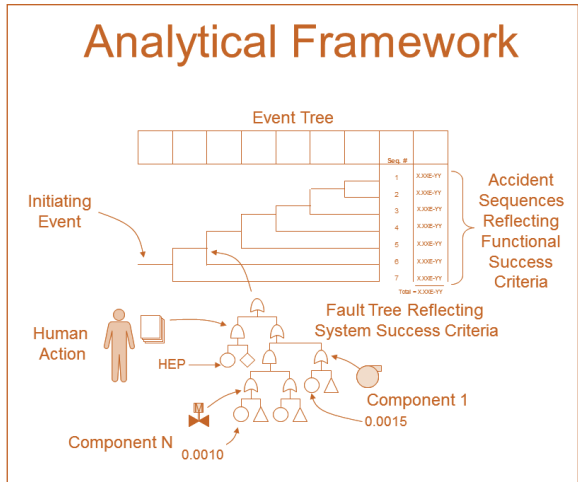 Analytical Framework
Event Tree
Seq. #
1 X.XXE-YY
2 X.XXE-YY
3 X.XXE-YY
4 X.XXE-YY
5 X.XXE-YY
6 X.XXE-YY
7 X.XXE-YY
Total = X.XXE-YY
Initiating
Event
Accident
Sequences
Reflecting
Functional
Success
Criteria
Fault Tree Reflecting
System Success Criteria
Human
Action
HEP
M
Component 1
0.0015
Component N
0.0010